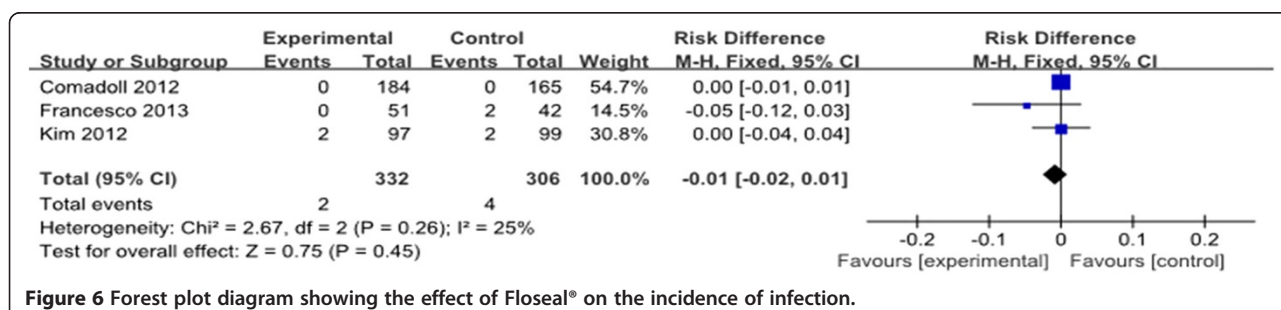 Experimental Control Risk Difference Risk Difference
Study or Subgroup Events Total Events Total Weight M-H, Fixed, 95% CI M-H, Fixed, 95% CI
Comadoll 2012 0 184 0 165 54.7% 0.00 [-0.01, 0.01]
Francesco 2013 0 51 2 42 14.5% -0.05 [-0.12, 0.03]
Kim 2012 2 97 2 99 30.8% 0.00 [-0.04, 0.04]
Total (95% CI) 332 306 100.0% -0.01 [-0.02, 0.01]
Total events 2 4
Heterogeneity: Chi² = 2.67, df = 2 (P = 0.26); I² = 25%
Test for overall effect: Z = 0.75 (P = 0.45)
-0.2 -0.1 0 0.1 0.2
Favours [experimental] Favours [control]
Figure 6 Forest plot diagram showing the effect of Floseal® on the incidence of infection.